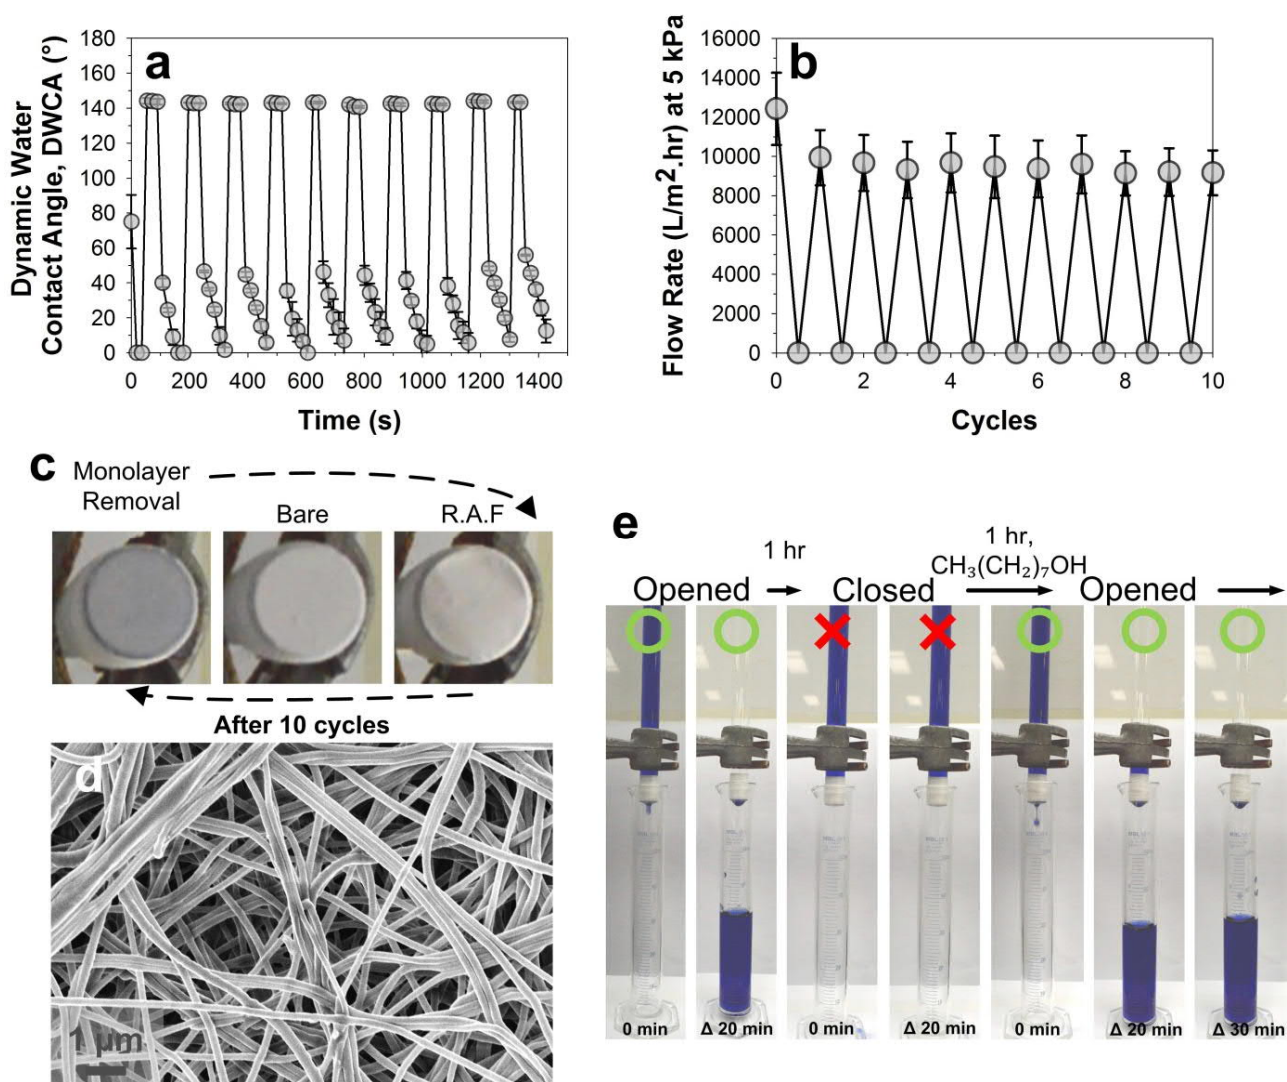 a
180
160
140
120
100
80
60
40
20
0
0 200 400 600 800 1000 1200 1400
Dynamic Water
Contact Angle, DWCA (°)
Time (s)
b
16000
14000
12000
10000
8000
6000
4000
2000
0
0 2 4 6 8 10
Flow Rate (L/m².hr) at 5 kPa
Cycles
c
Monolayer
Removal
Bare
R.A.F
After 10 cycles
d
1 µm
e
1 hr
1 hr,
CH₃(CH₂)₇OH
Opened
Closed
Opened
0 min
Δ 20 min
0 min
Δ 20 min
0 min
Δ 20 min
Δ 30 min